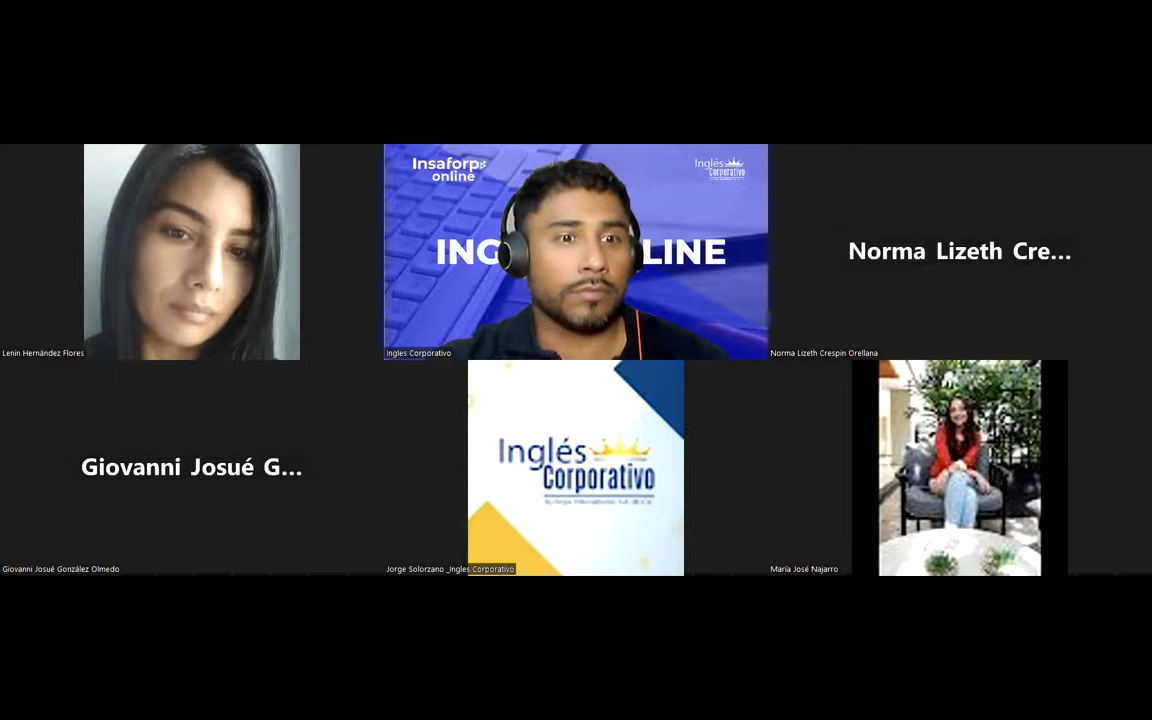 Insaforp
online
Inglés
Corporativo
ING
LINE
Norma Lizeth Cre...
Lenin Hernández Flores
Ingles Corporativo
Norma Lizeth Crespin Orellana
Giovanni Josué G...
Inglés
Corporativo
Giovanni Josué González Olmedo
Jorge Solorzano _Ingles Corporativo
María José Najarro